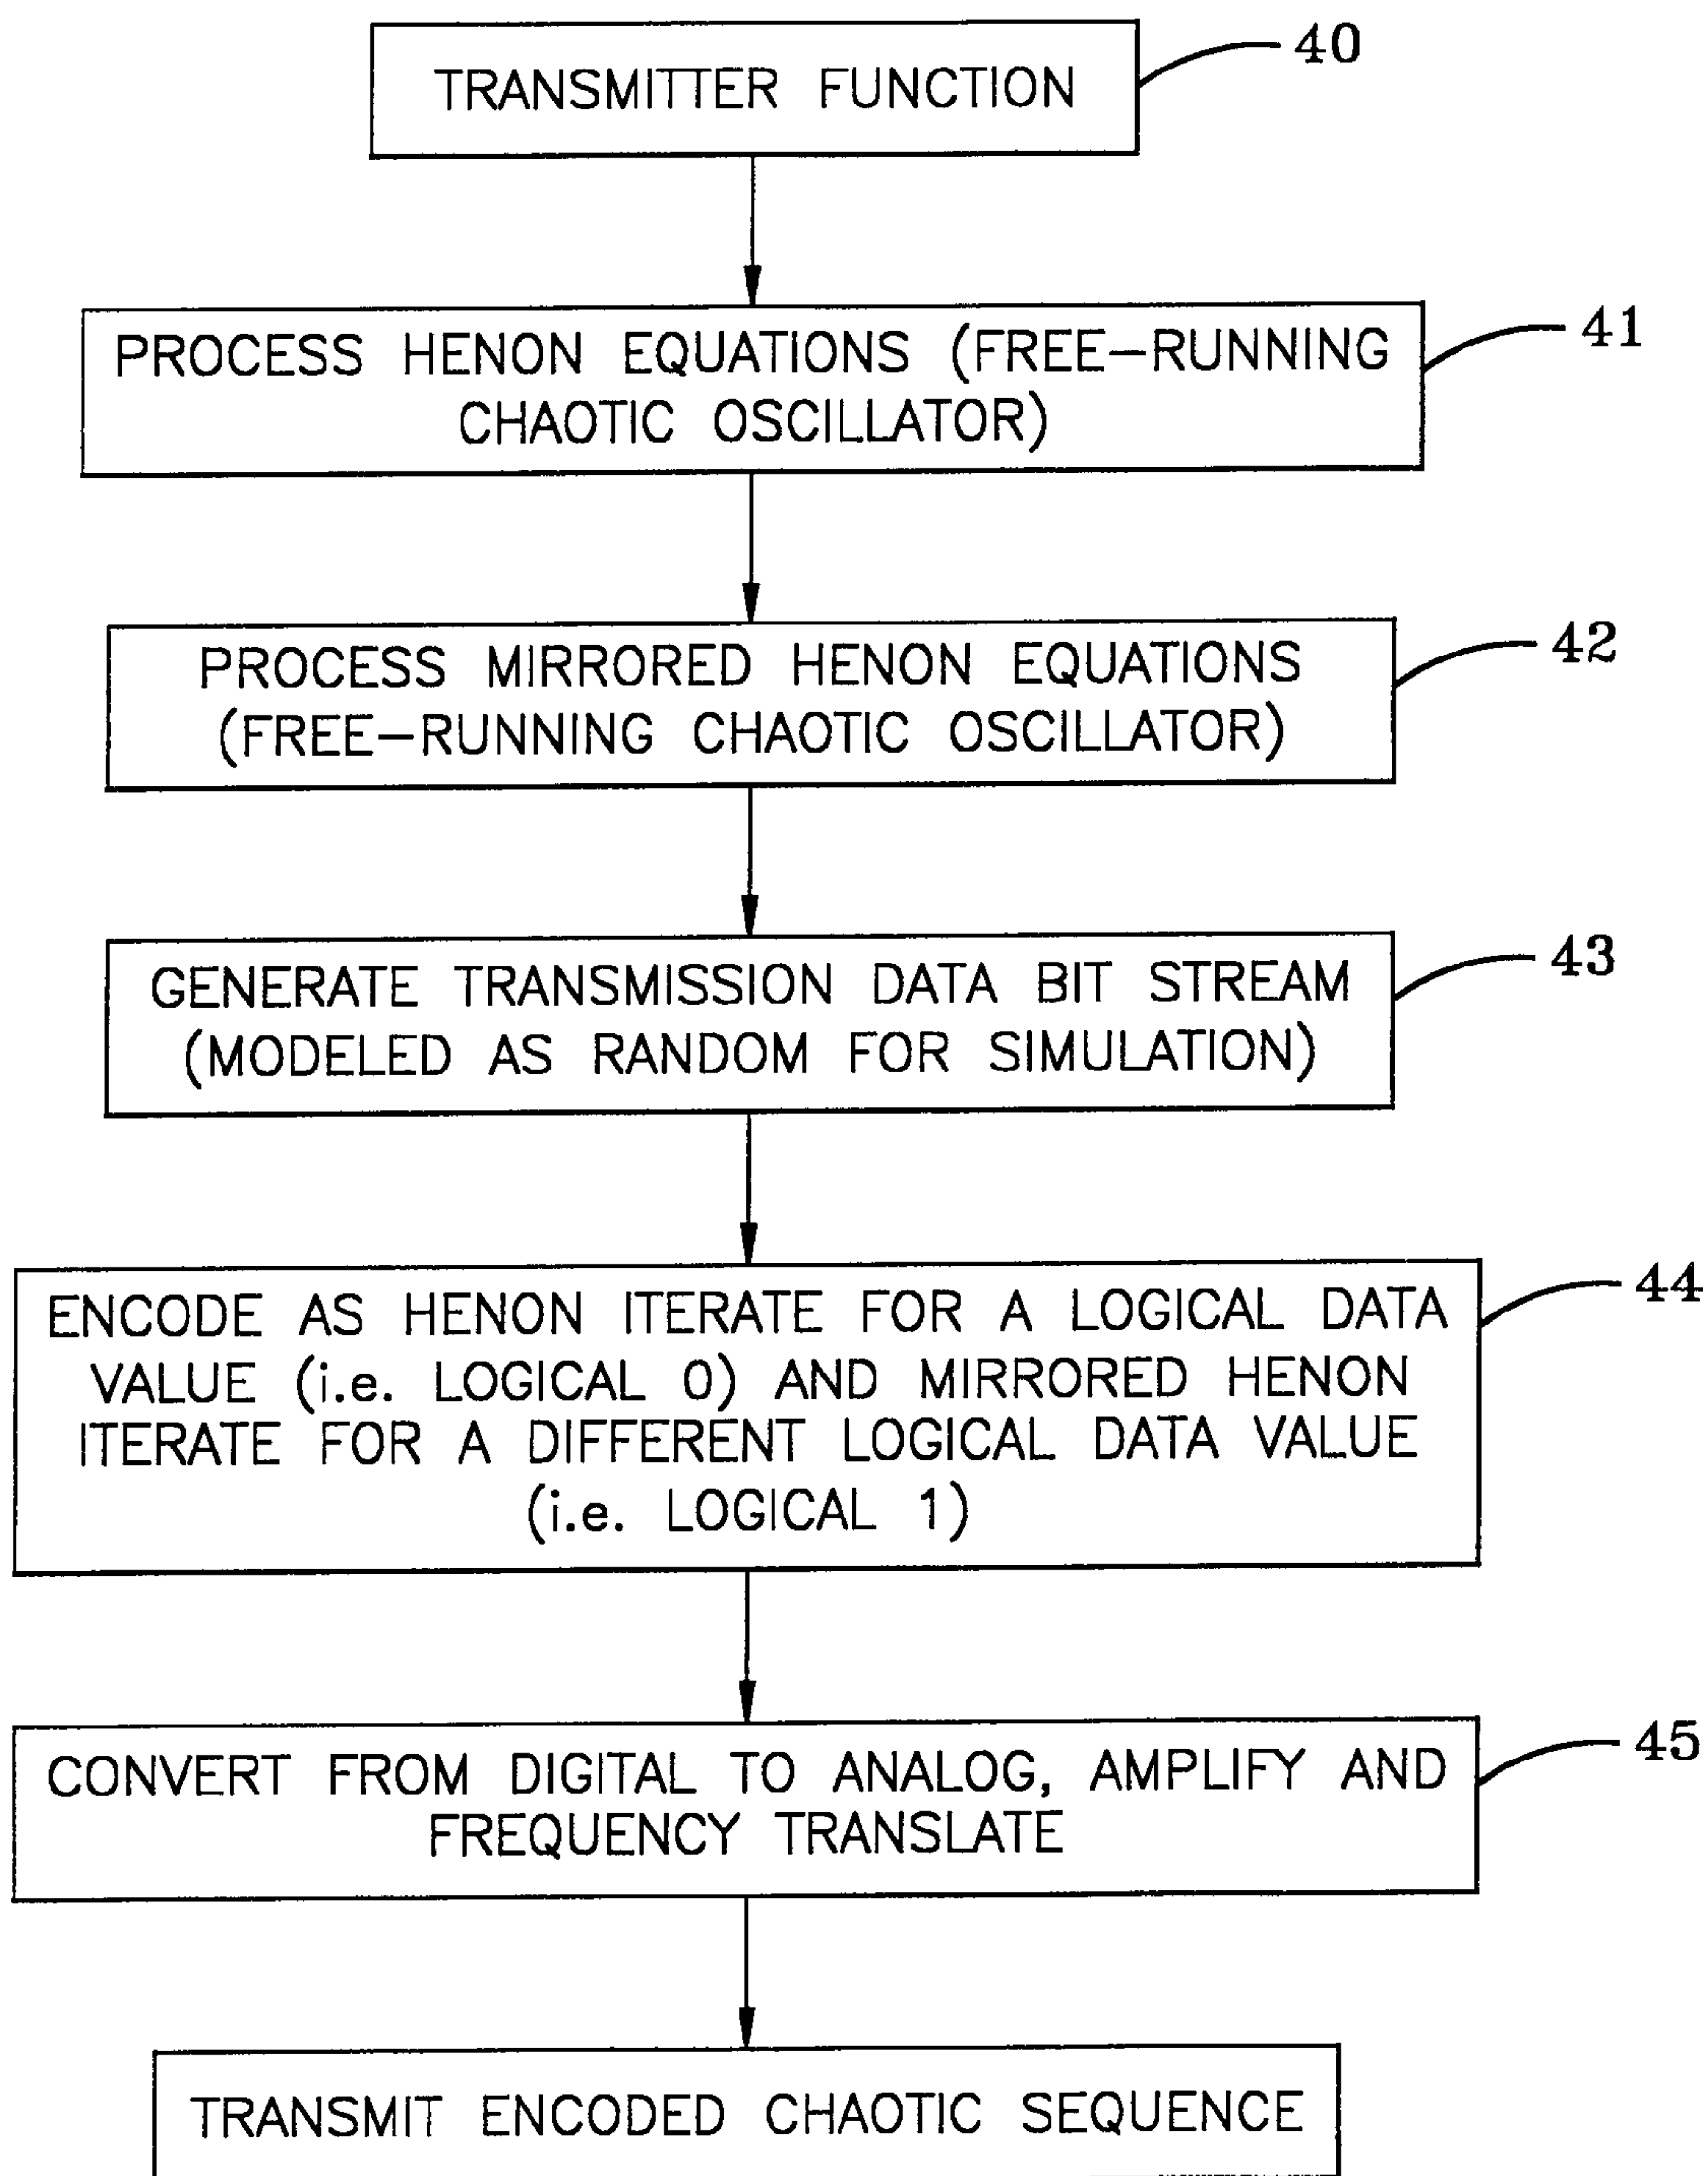 TRANSMITTER FUNCTION
40
PROCESS HENON EQUATIONS (FREE-RUNNING
CHAOTIC OSCILLATOR)
41
PROCESS MIRRORED HENON EQUATIONS
(FREE-RUNNING CHAOTIC OSCILLATOR)
42
GENERATE TRANSMISSION DATA BIT STREAM
(MODELED AS RANDOM FOR SIMULATION)
43
ENCODE AS HENON ITERATE FOR A LOGICAL DATA
VALUE (i.e. LOGICAL 0) AND MIRRORED HENON
ITERATE FOR A DIFFERENT LOGICAL DATA VALUE
(i.e. LOGICAL 1)
44
CONVERT FROM DIGITAL TO ANALOG, AMPLIFY AND
FREQUENCY TRANSLATE
45
TRANSMIT ENCODED CHAOTIC SEQUENCE